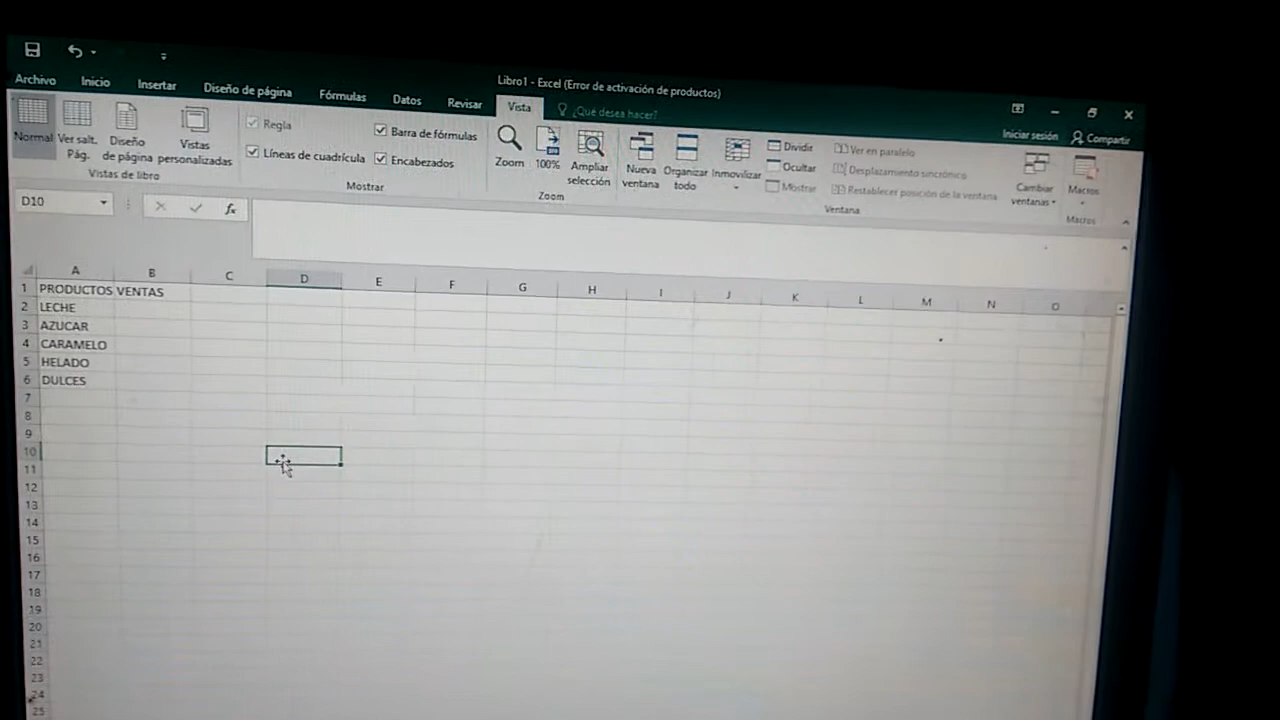 Libro1 - Excel (Error de activación de productos)
Archivo Inicio Insertar Diseño de página Fórmulas Datos Revisar Vista ¿Qué desea hacer? Iniciar sesión Compartir
Normal Ver salt. Pág. Diseño de página Vistas personalizadas
Vistas de libro
Regla Barra de fórmulas
Líneas de cuadrícula Encabezados
Mostrar
Zoom 100% Ampliar selección
Zoom
Nueva ventana Organizar todo Inmovilizar
Dividir Ver en paralelo
Ocultar Desplazamiento sincrónico
Mostrar Restablecer posición de la ventana
Cambiar ventanas
Ventana
Macros
Macros
D10 fx
A B C D E F G H I J K L M N O
1 PRODUCTOS VENTAS
2 LECHE
3 AZUCAR
4 CARAMELO
5 HELADO
6 DULCES
7
8
9
10
11
12
13
14
15
16
17
18
19
20
21
22
23
24
25